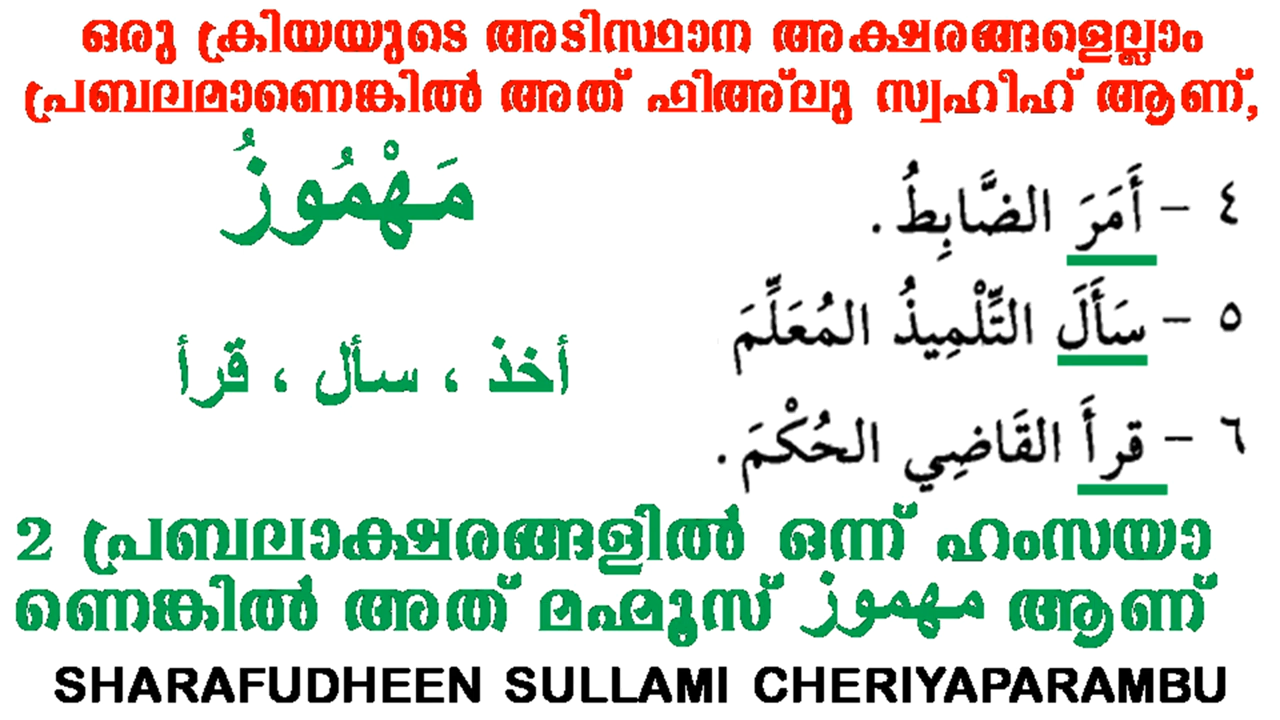 ഒരു ക്രിയയുടെ അടിസ്ഥാന അക്ഷരങ്ങളെല്ലാം
പ്രബലമാണെങ്കിൽ അത് ഫിഅ്ലു സ്വഹീഹ് ആണ്,
مَهْمُوزُ
٤ – أَمَرَ الضَّابِطُ .
٥ – سَأَلَ التِّلْمِيذُ المُعَلِّمَ
أخذ ، سأل ، قرأ
٦ – قرأَ القَاضِي الحُكْمَ .
2 പ്രബലാക്ഷരങ്ങളിൽ ഒന്ന് ഹംസയാ
ണെങ്കിൽ അത് മഹ്മൂസ് مهموز ആണ്
SHARAFUDHEEN SULLAMI CHERIYAPARAMBU